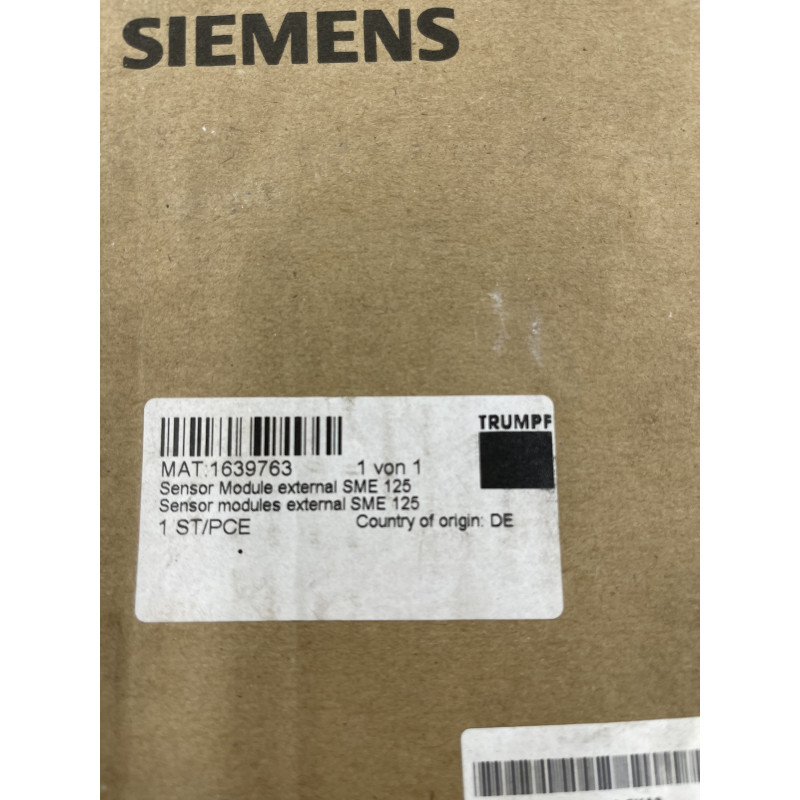 SIEMENS
TRUMPF
MAT:1639763 1 von 1
Sensor Module external SME 125
Sensor modules external SME 125
1 ST/PCE Country of origin: DE